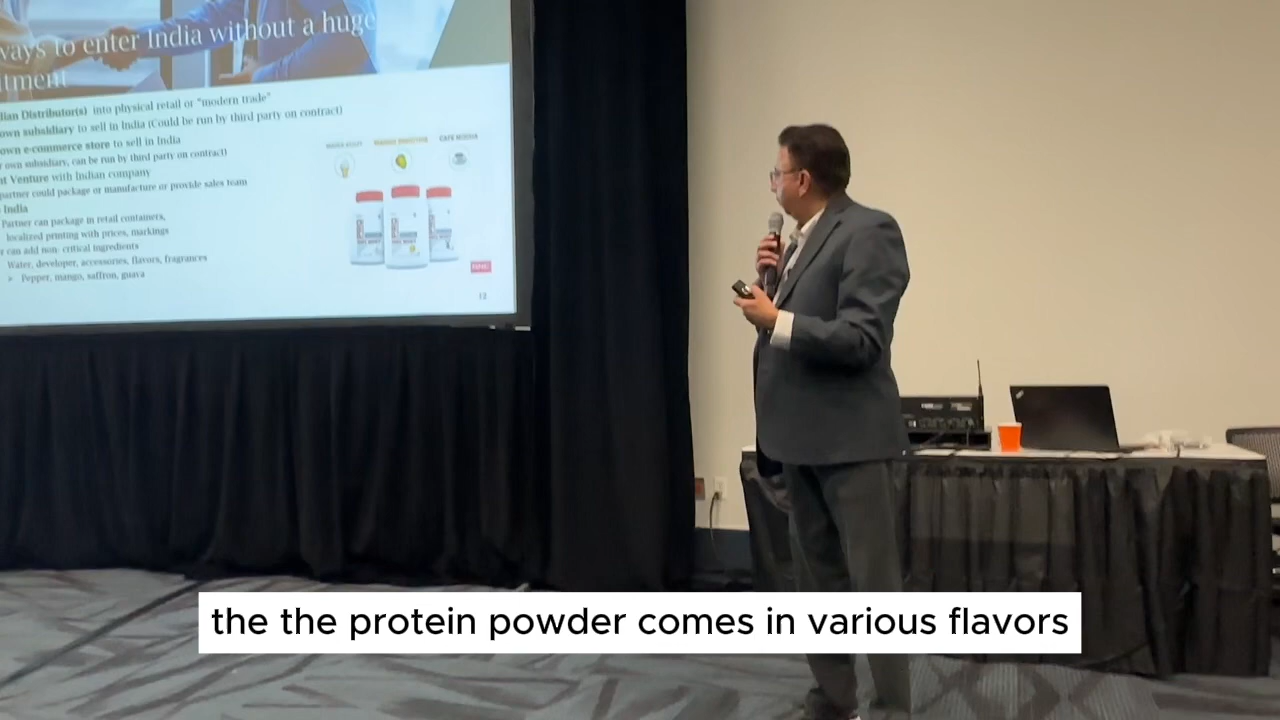 ways to enter India without a huge
itment
dian Distributor(s) into physical retail or "modern trade"
own subsidiary to sell in India (Could be run by third party on contract)
own e-commerce store to sell in India
r own subsidiary, can be run by third party on contract)
nt Venture with Indian company
partner could package or manufacture or provide sales team
India
Partner can package in retail containers,
localized printing with prices, markings
r can add non-critical ingredients
Water, developer, accessories, flavors, fragrances
> Pepper, mango, saffron, guava
CAFE MOCHA
12
the the protein powder comes in various flavors